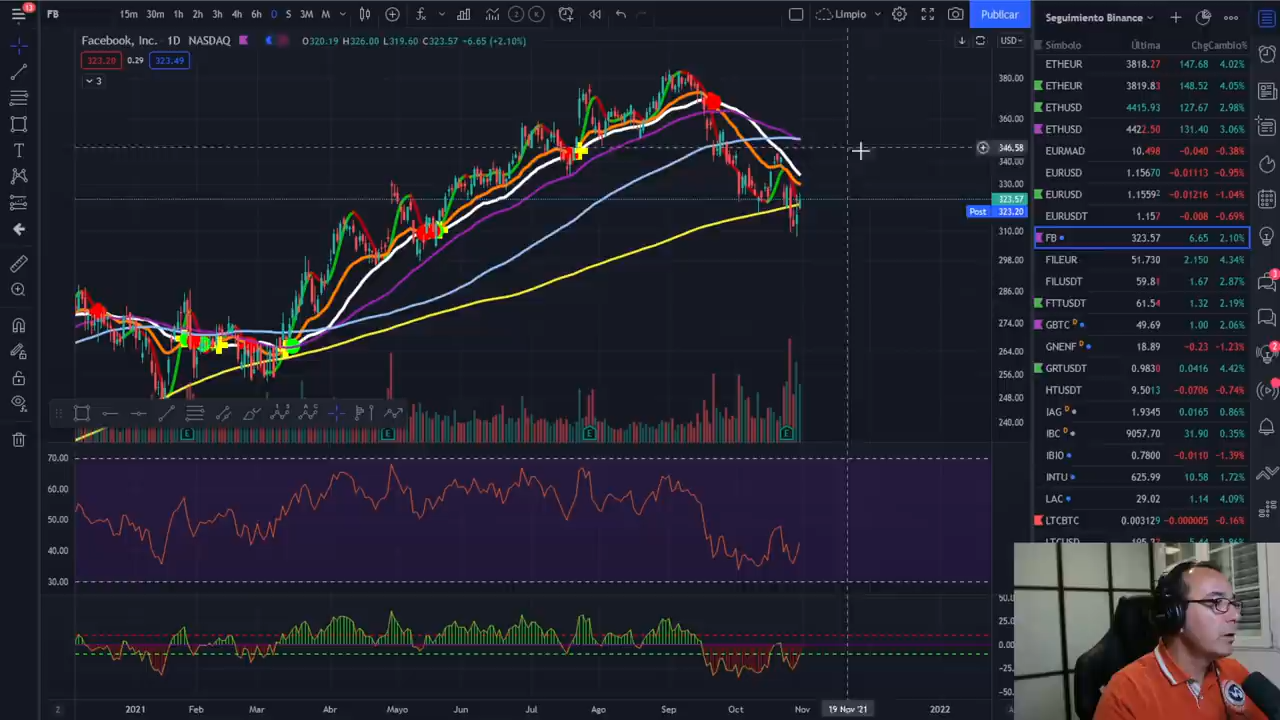 13
FB
15m 30m 1h 2h 3h 4h 6h D S 3M M
2
K
Limpio
Publicar
Facebook, Inc. 1D NASDAQ
O320.19 H326.00 L319.60 C323.57 -6.65 (+2.10%)
323.20 0.29 323.49
3
USD
380.00
360.00
346.58
340.00
330.00
323.57
Post 323.20
310.00
298.00
286.00
274.00
264.00
256.00
248.00
240.00
E E E E
70.00
60.00
50.00
40.00
30.00
50.0
25.0
0.00
-25.0
-50.
2021 Feb Mar Abr Mayo Jun Jul Ago Sep Oct Nov 19 Nov '21 2022
Seguimiento Binance
Símbolo Última Chg Cambio%
ETHEUR 3818.27 147.68 4.02%
ETHEUR 3819.83 148.52 4.05%
ETHUSD 4415.93 127.67 2.98%
ETHUSD 4422.50 131.40 3.06%
EURMAD 10.498 -0.040 -0.38%
EURUSD 1.15670 -0.01113 -0.95%
EURUSD 1.1559² -0.01216 -1.04%
EURUSDT 1.157 -0.008 -0.69%
FB 323.57 6.65 2.10%
FILEUR 51.730 2.150 4.34%
FILUSDT 59.81 1.67 2.87%
FTTUSDT 61.54 1.32 2.19%
GBTC D 49.69 1.00 2.06%
GNENF D 18.89 -0.23 -1.23%
GRTUSDT 0.9830 0.0416 4.42%
HTUSDT 9.5013 -0.0706 -0.74%
IAG D 1.9345 0.0165 0.86%
IBC D 9057.70 31.90 0.35%
IBIO 0.7800 -0.0110 -1.39%
INTU 625.99 10.58 1.72%
LAC 29.02 1.14 4.09%
LTCBTC 0.003129 -0.000005 -0.16%